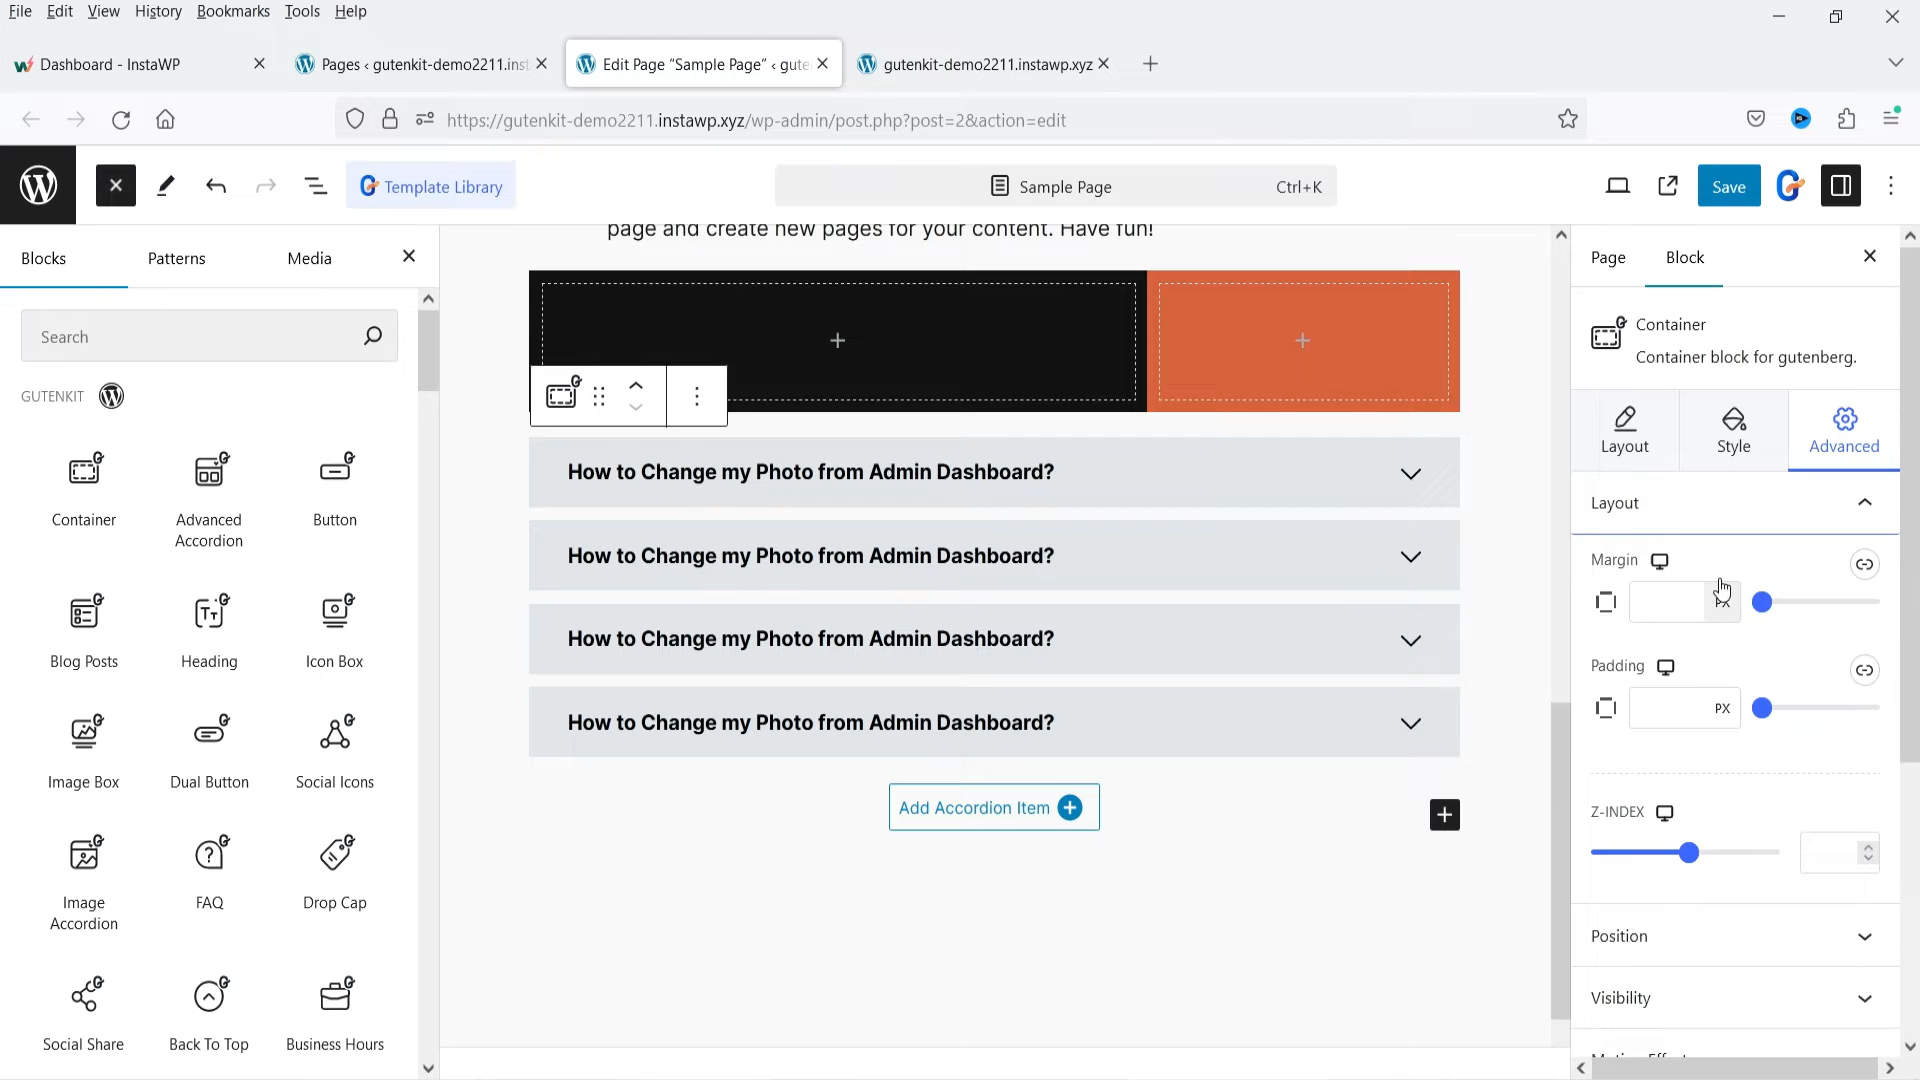 File Edit View History Bookmarks Tools Help
Dashboard - InstaWP
Pages ‹ gutenkit-demo2211.inst
Edit Page “Sample Page” ‹ gute
gutenkit-demo2211.instawp.xyz
https://gutenkit-demo2211.instawp.xyz/wp-admin/post.php?post=2&action=edit
Template Library
Sample Page
Ctrl+K
Save
Blocks
Patterns
Media
Search
GUTENKIT
Container
Advanced
Accordion
Button
Blog Posts
Heading
Icon Box
Image Box
Dual Button
Social Icons
Image
Accordion
FAQ
Drop Cap
Social Share
Back To Top
Business Hours
page and create new pages for your content. Have fun!
How to Change my Photo from Admin Dashboard?
How to Change my Photo from Admin Dashboard?
How to Change my Photo from Admin Dashboard?
How to Change my Photo from Admin Dashboard?
Add Accordion Item
Page
Block
Container
Container block for gutenberg.
Layout
Style
Advanced
Layout
Margin
PX
Padding
PX
Z-INDEX
Position
Visibility